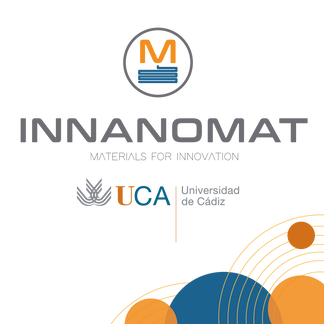 M
INNANOMAT
MATERIALS FOR INNOVATION
UCA
Universidad
de Cádiz